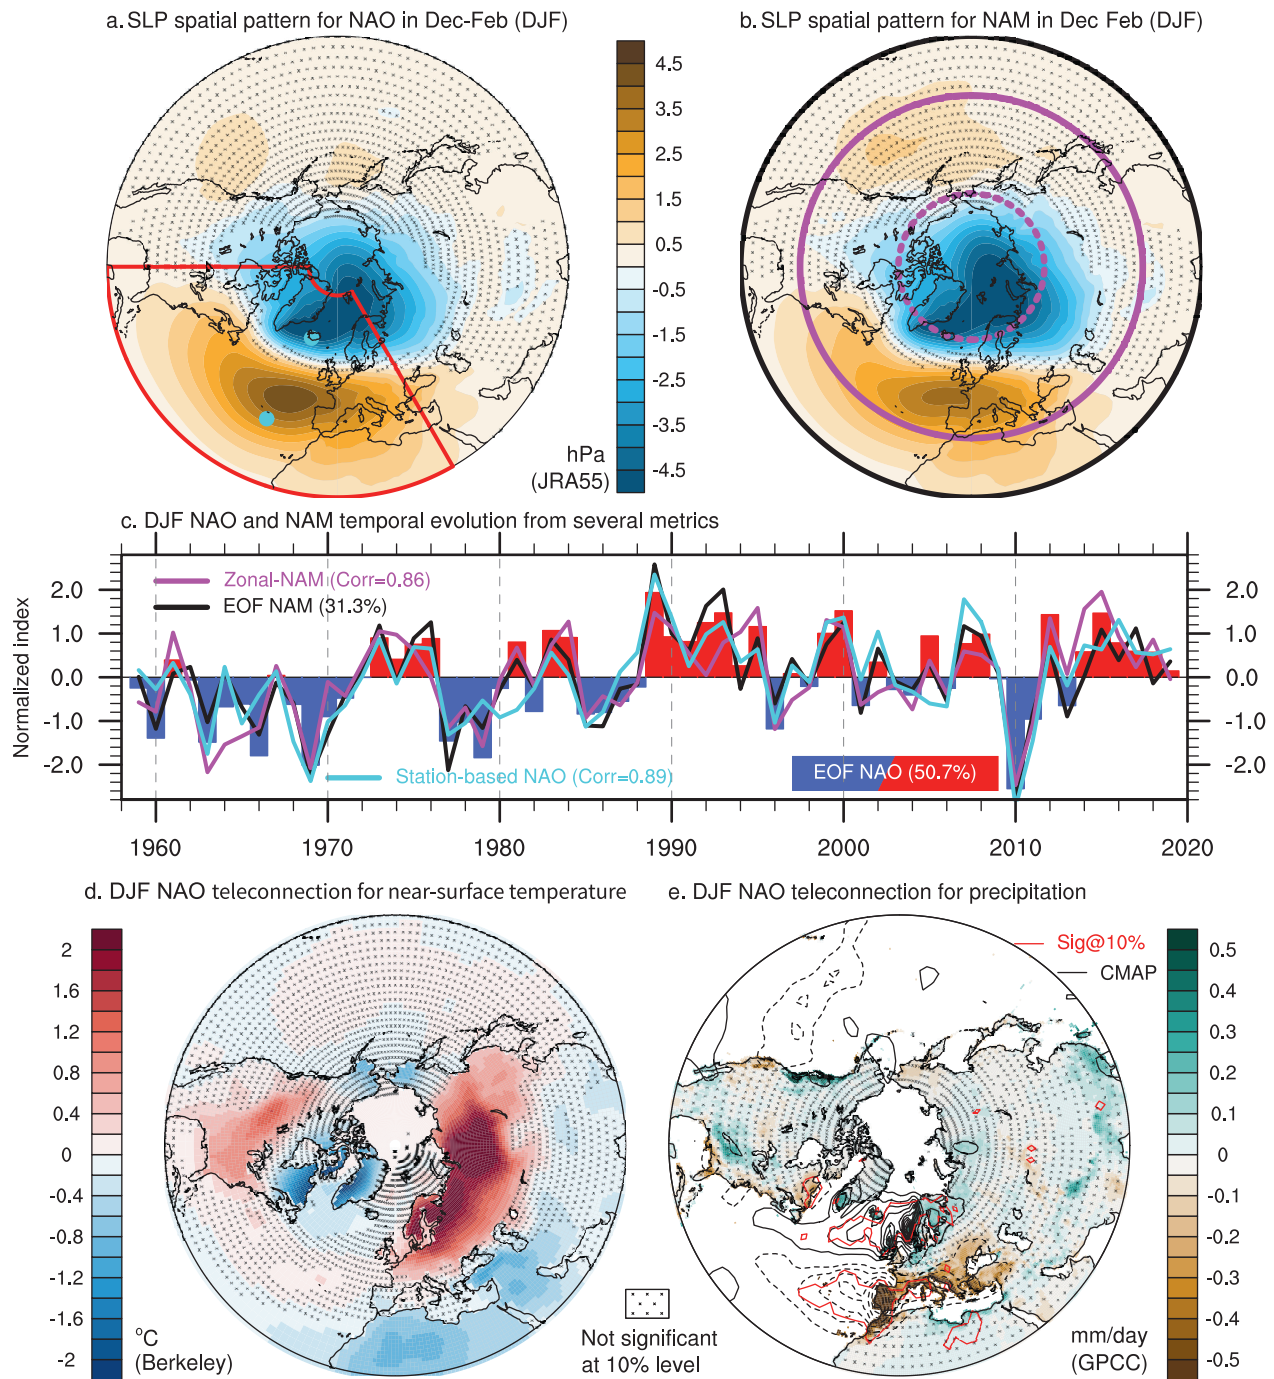 a. SLP spatial pattern for NAO in Dec-Feb (DJF)
b. SLP spatial pattern for NAM in Dec Feb (DJF)
4.5
3.5
2.5
1.5
0.5
-0.5
-1.5
-2.5
-3.5
-4.5
hPa
(JRA55)
c. DJF NAO and NAM temporal evolution from several metrics
Normalized index
2.0
1.0
0.0
-1.0
-2.0
Zonal-NAM (Corr=0.86)
EOF NAM (31.3%)
Station-based NAO (Corr=0.89)
EOF NAO (50.7%)
2.0
1.0
0.0
-1.0
-2.0
1960 1970 1980 1990 2000 2010 2020
d. DJF NAO teleconnection for near-surface temperature
2
1.6
1.2
0.8
0.4
0
-0.4
-0.8
-1.2
-1.6
-2
°C
(Berkeley)
Not significant
at 10% level
e. DJF NAO teleconnection for precipitation
Sig@10%
CMAP
0.5
0.4
0.3
0.2
0.1
0
-0.1
-0.2
-0.3
-0.4
-0.5
mm/day
(GPCC)